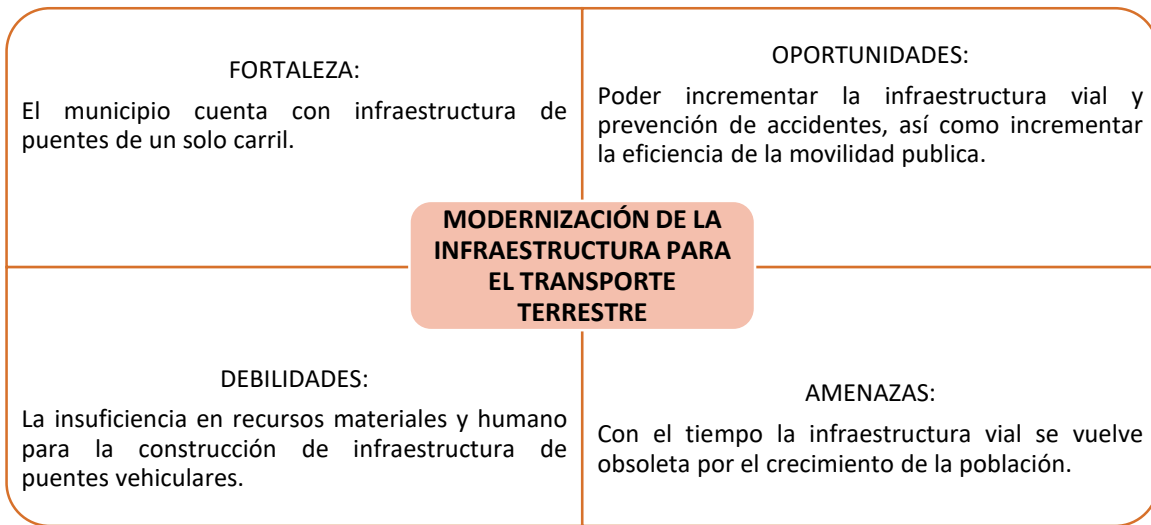 FORTALEZA:
El municipio cuenta con infraestructura de
puentes de un solo carril.
OPORTUNIDADES:
Poder incrementar la infraestructura vial y
prevención de accidentes, así como incrementar
la eficiencia de la movilidad publica.
MODERNIZACIÓN DE LA
INFRAESTRUCTURA PARA
EL TRANSPORTE
TERRESTRE
DEBILIDADES:
La insuficiencia en recursos materiales y humano
para la construcción de infraestructura de
puentes vehiculares.
AMENAZAS:
Con el tiempo la infraestructura vial se vuelve
obsoleta por el crecimiento de la población.